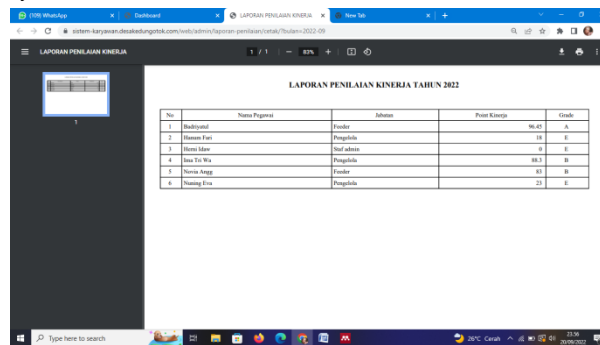 (109) WhatsApp
Dashboard
LAPORAN PENILAIAN KINERJA
New Tab
sistem-karyawan.desakedungotok.com/web/admin/laporan-penilaian/cetak/?bulan=2022-09
LAPORAN PENILAIAN KINERJA
1 / 1
83%
1
LAPORAN PENILAIAN KINERJA TAHUN 2022
No Nama Pegawai Jabatan Point Kinerja Grade
1 Badriyatul Feeder 96.45 A
2 Hanum Fari Pengelola 18 E
3 Herni Idaw Staf admin 0 E
4 Isna Tri Wa Pengelola 88.3 B
5 Novia Angg Feeder 83 B
6 Nuning Eva Pengelola 23 E
Type here to search
26°C Cerah
23:36
20/09/2022